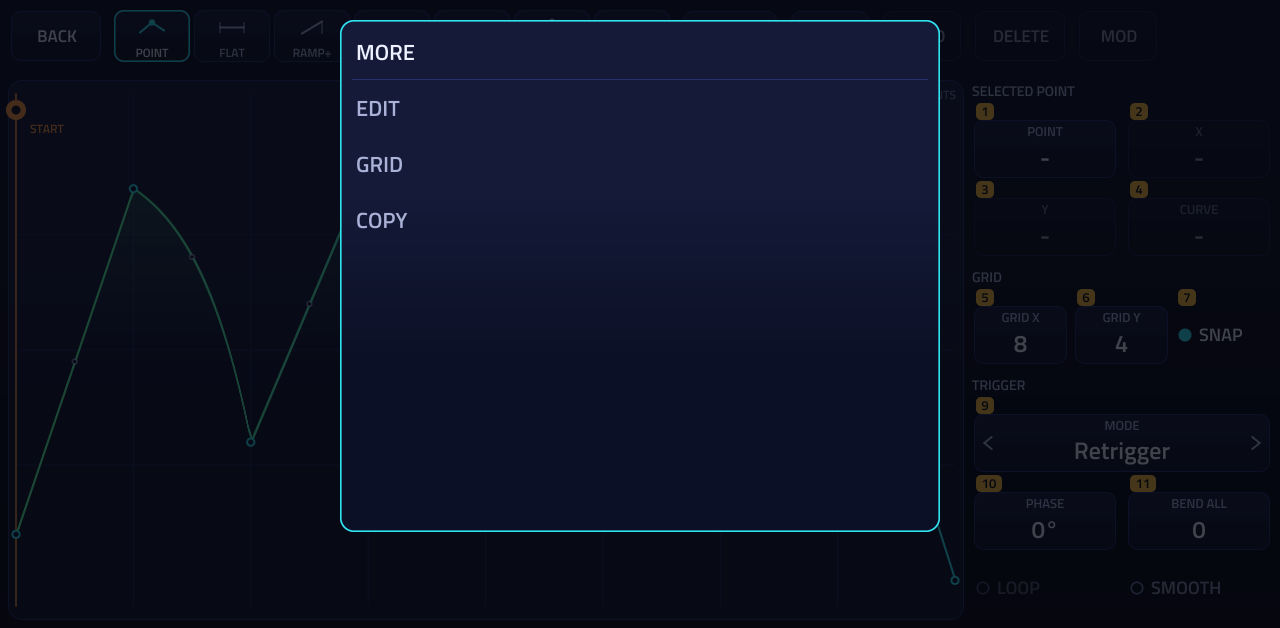 BACK
POINT
FLAT
RAMP+
DELETE
MOD
MORE
EDIT
GRID
COPY
START
SELECTED POINT
1
POINT
-
2
X
-
3
Y
-
4
CURVE
-
GRID
5
GRID X
8
6
GRID Y
4
7
SNAP
TRIGGER
9
MODE
Retrigger
10
PHASE
0°
11
BEND ALL
0
LOOP
SMOOTH